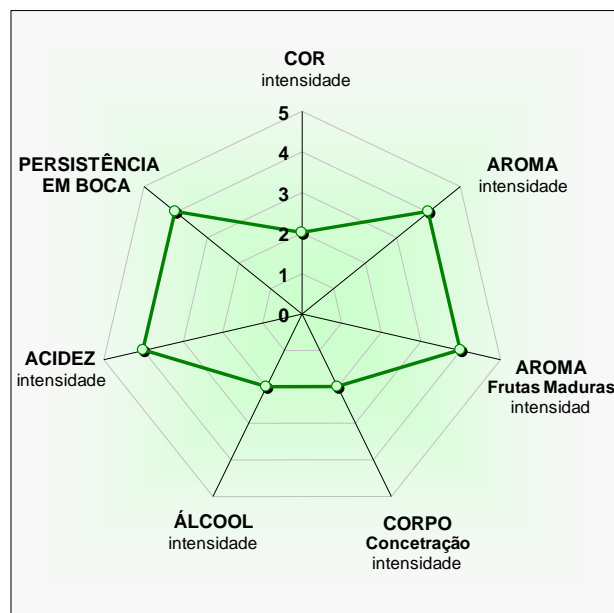 COR
intensidade
5
4
3
2
1
0
AROMA
intensidade
AROMA
Frutas Maduras
intensidad
CORPO
Concetração
intensidade
ÁLCOOL
intensidade
ACIDEZ
intensidade
PERSISTÊNCIA
EM BOCA